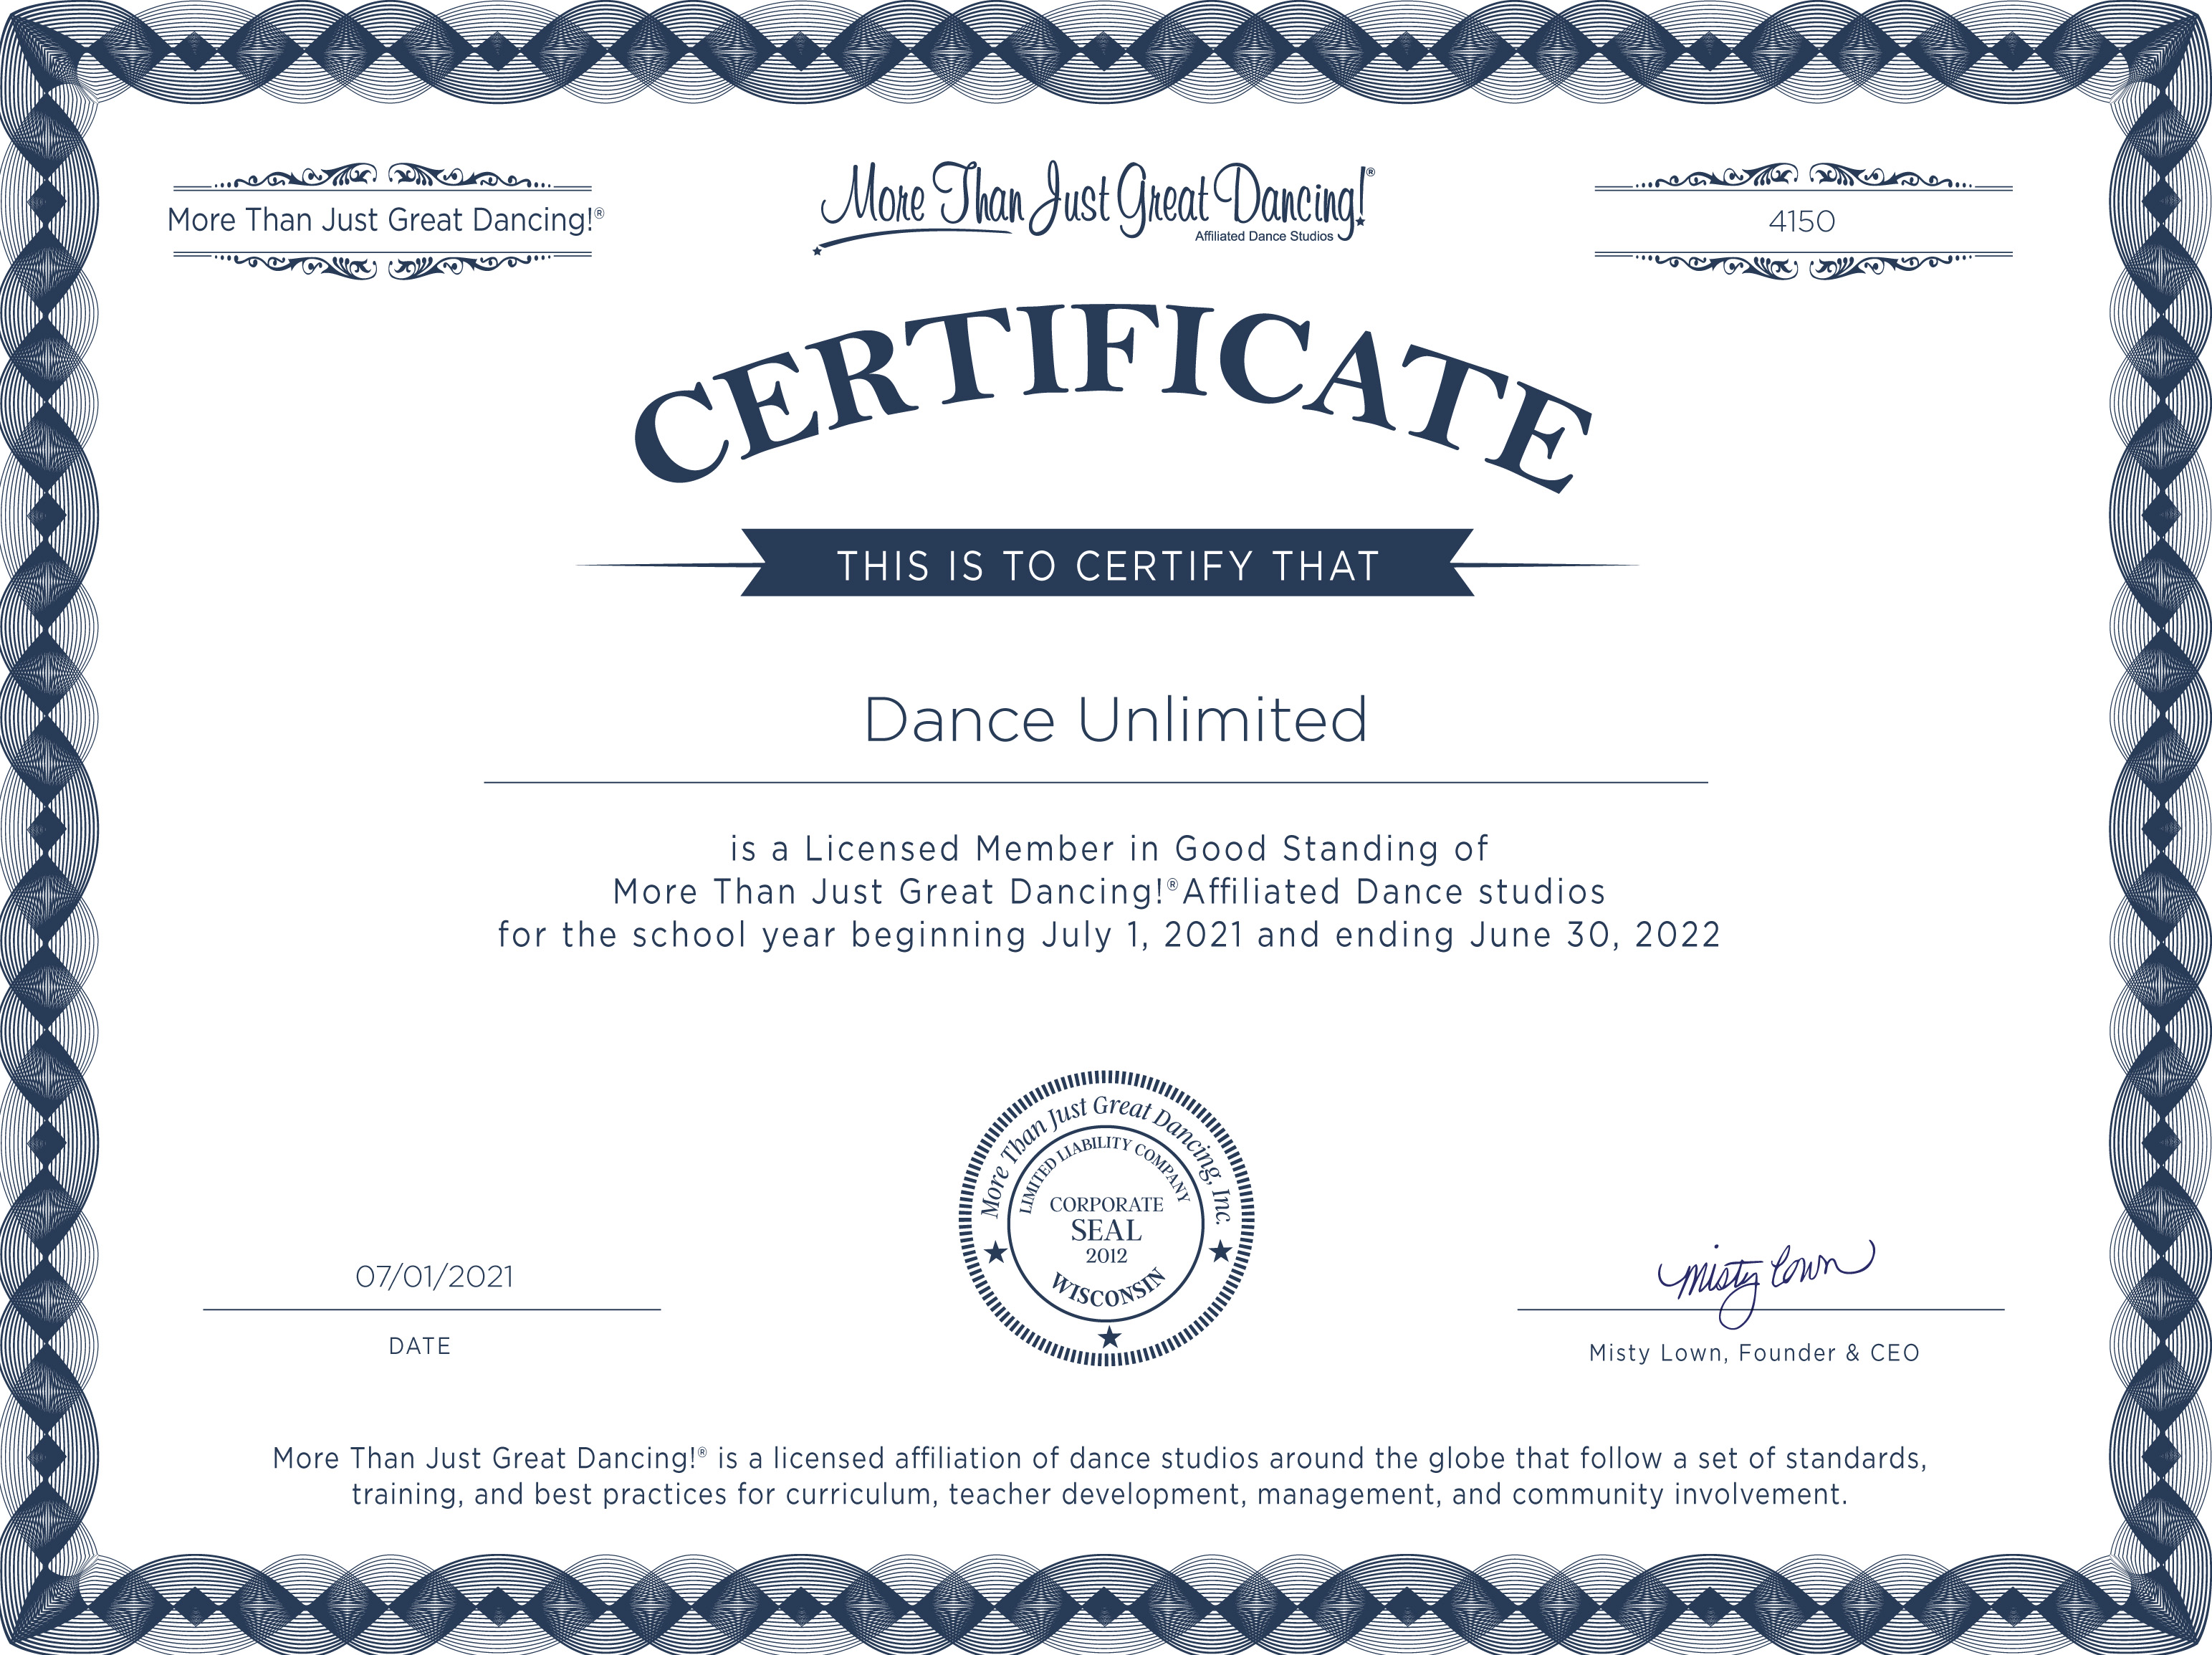 More Than Just Great Dancing!®
More Than Just Great Dancing!®
Affiliated Dance Studios
4150
CERTIFICATE
THIS IS TO CERTIFY THAT
Dance Unlimited
is a Licensed Member in Good Standing of
More Than Just Great Dancing!® Affiliated Dance studios
for the school year beginning July 1, 2021 and ending June 30, 2022
More Than Just Great Dancing, Inc.
LIMITED LIABILITY COMPANY
CORPORATE
SEAL
2012
WISCONSIN
07/01/2021
DATE
Misty Lown
Misty Lown, Founder & CEO
More Than Just Great Dancing!® is a licensed affiliation of dance studios around the globe that follow a set of standards,
training, and best practices for curriculum, teacher development, management, and community involvement.